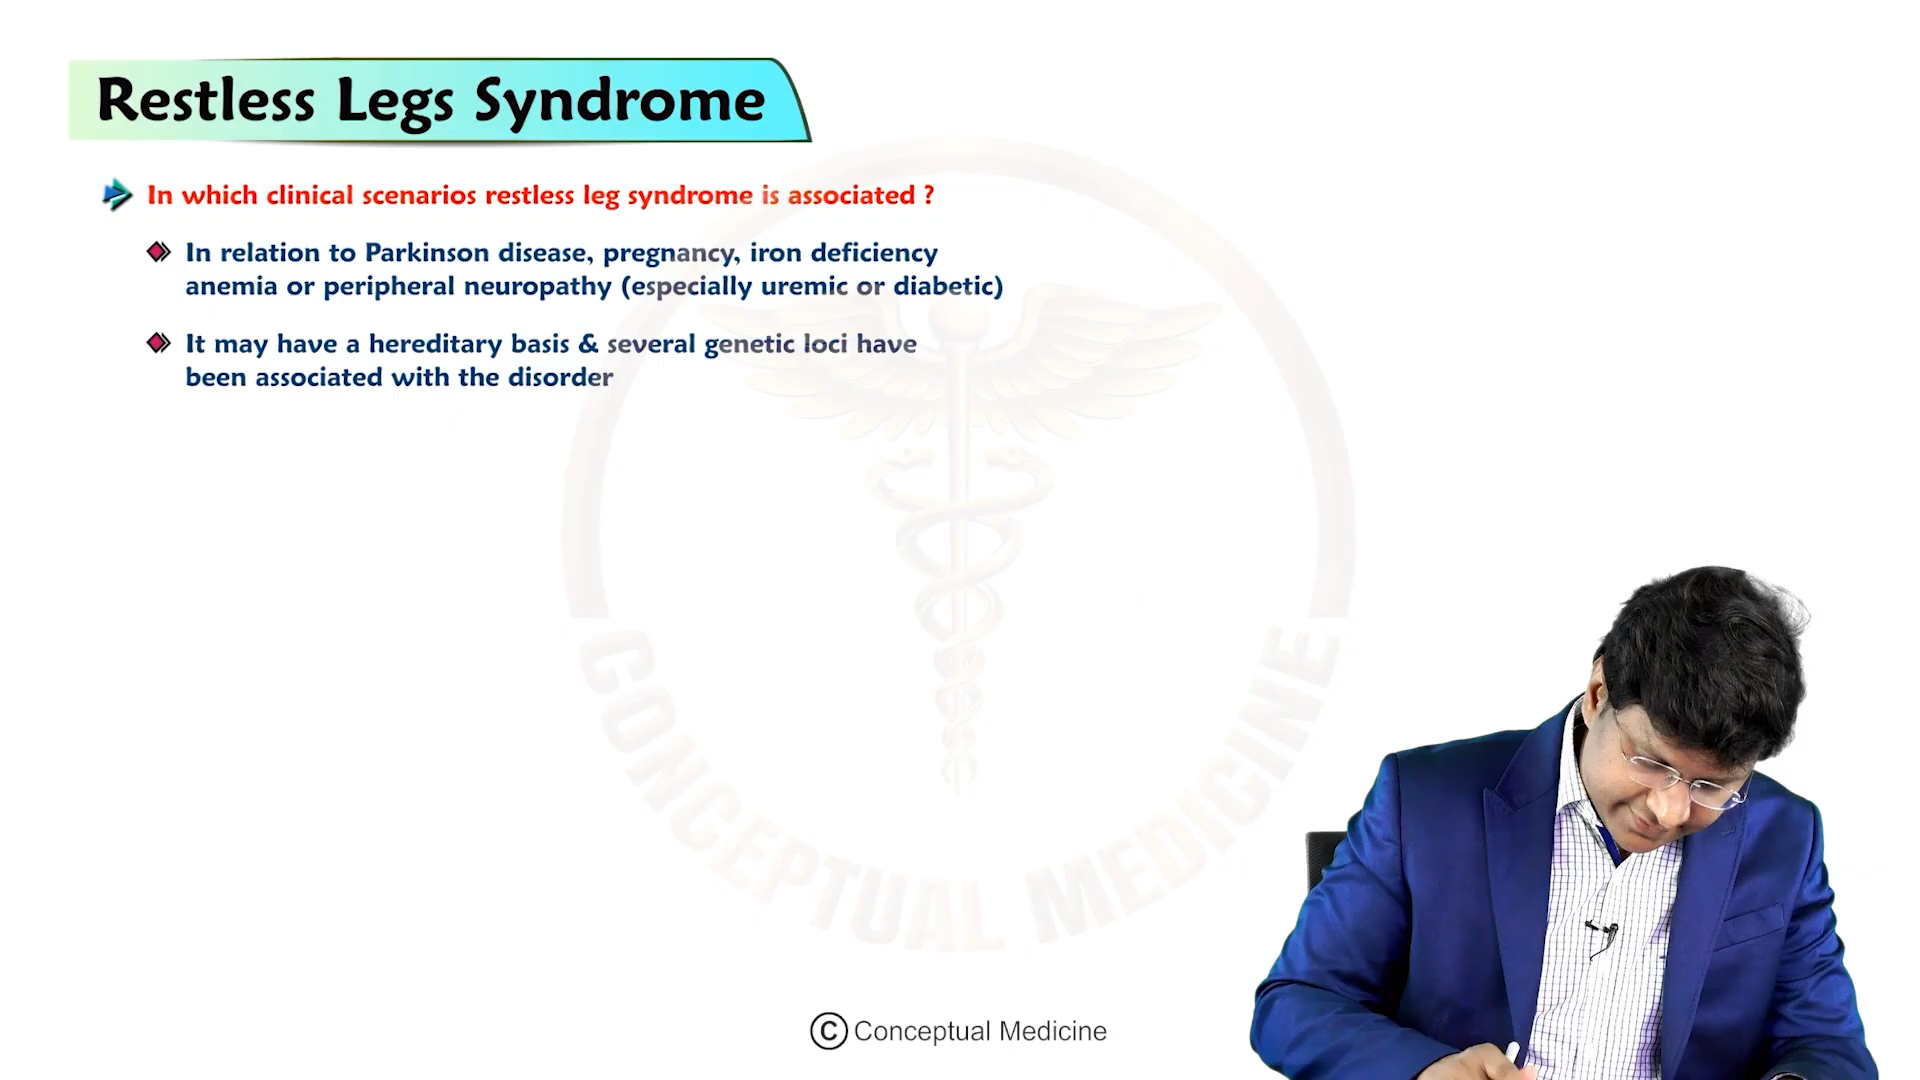 Restless Legs Syndrome
In which clinical scenarios restless leg syndrome is associated ?
In relation to Parkinson disease, pregnancy, iron deficiency
anemia or peripheral neuropathy (especially uremic or diabetic)
It may have a hereditary basis & several genetic loci have
been associated with the disorder
CONCEPTUAL MEDICINE
© Conceptual Medicine